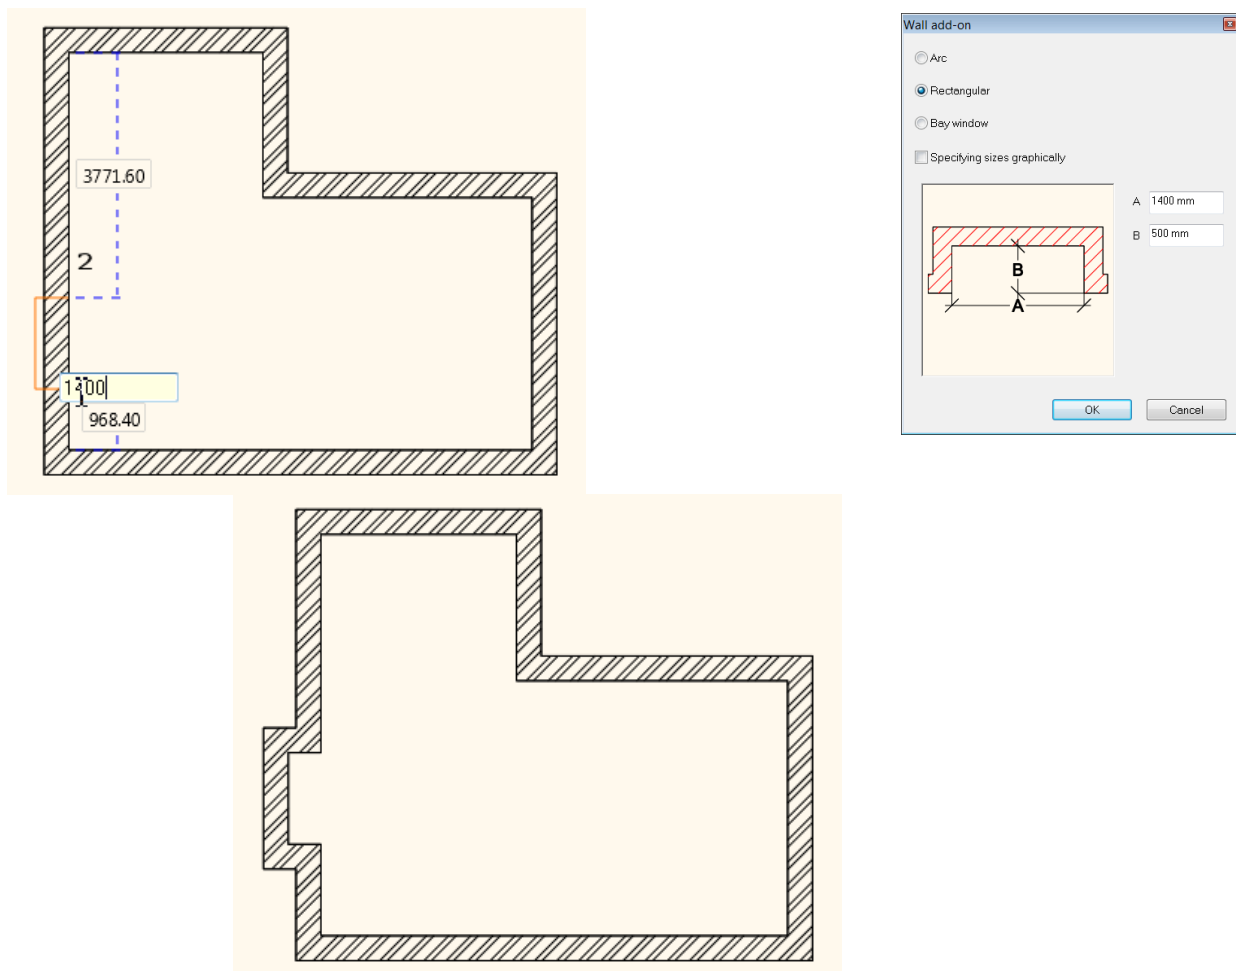 3771.60
2
1400
968.40
Wall add-on
Arc
Rectangular
Bay window
Specifying sizes graphically
A 1400 mm
B 500 mm
B
A
OK Cancel